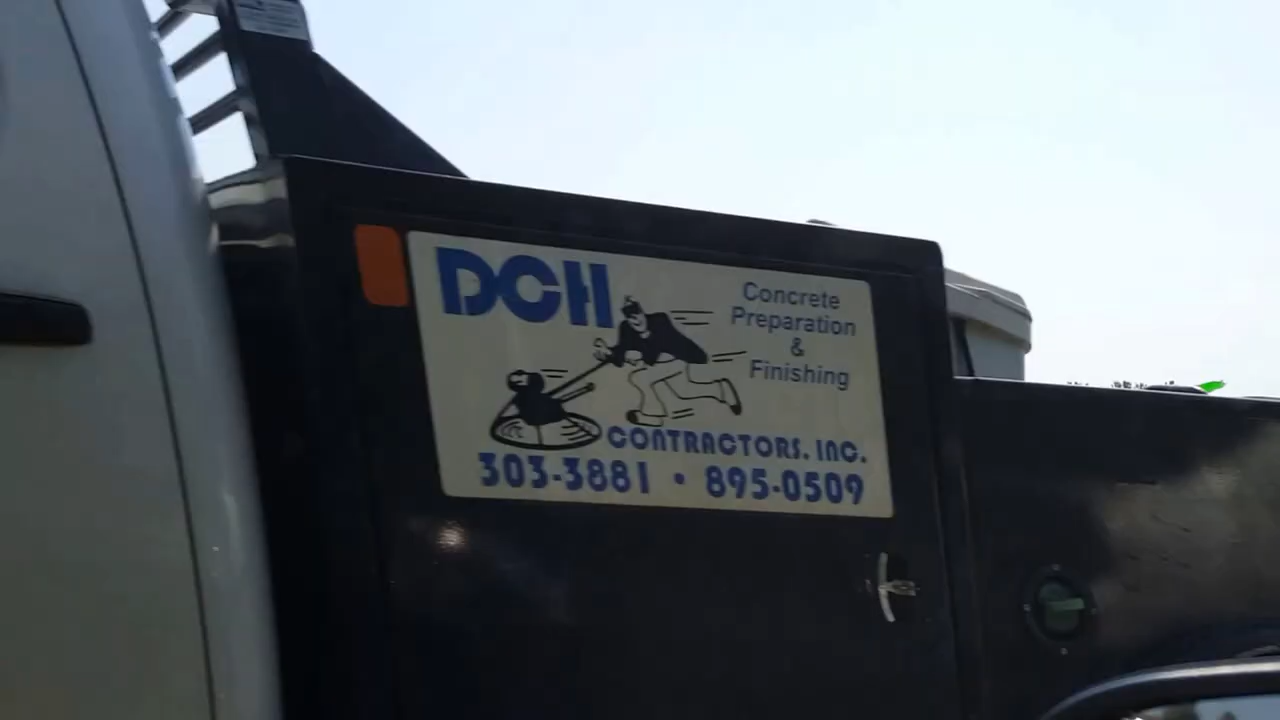 DCH
Concrete
Preparation
&
Finishing
CONTRACTORS, INC.
303-3881 • 895-0509